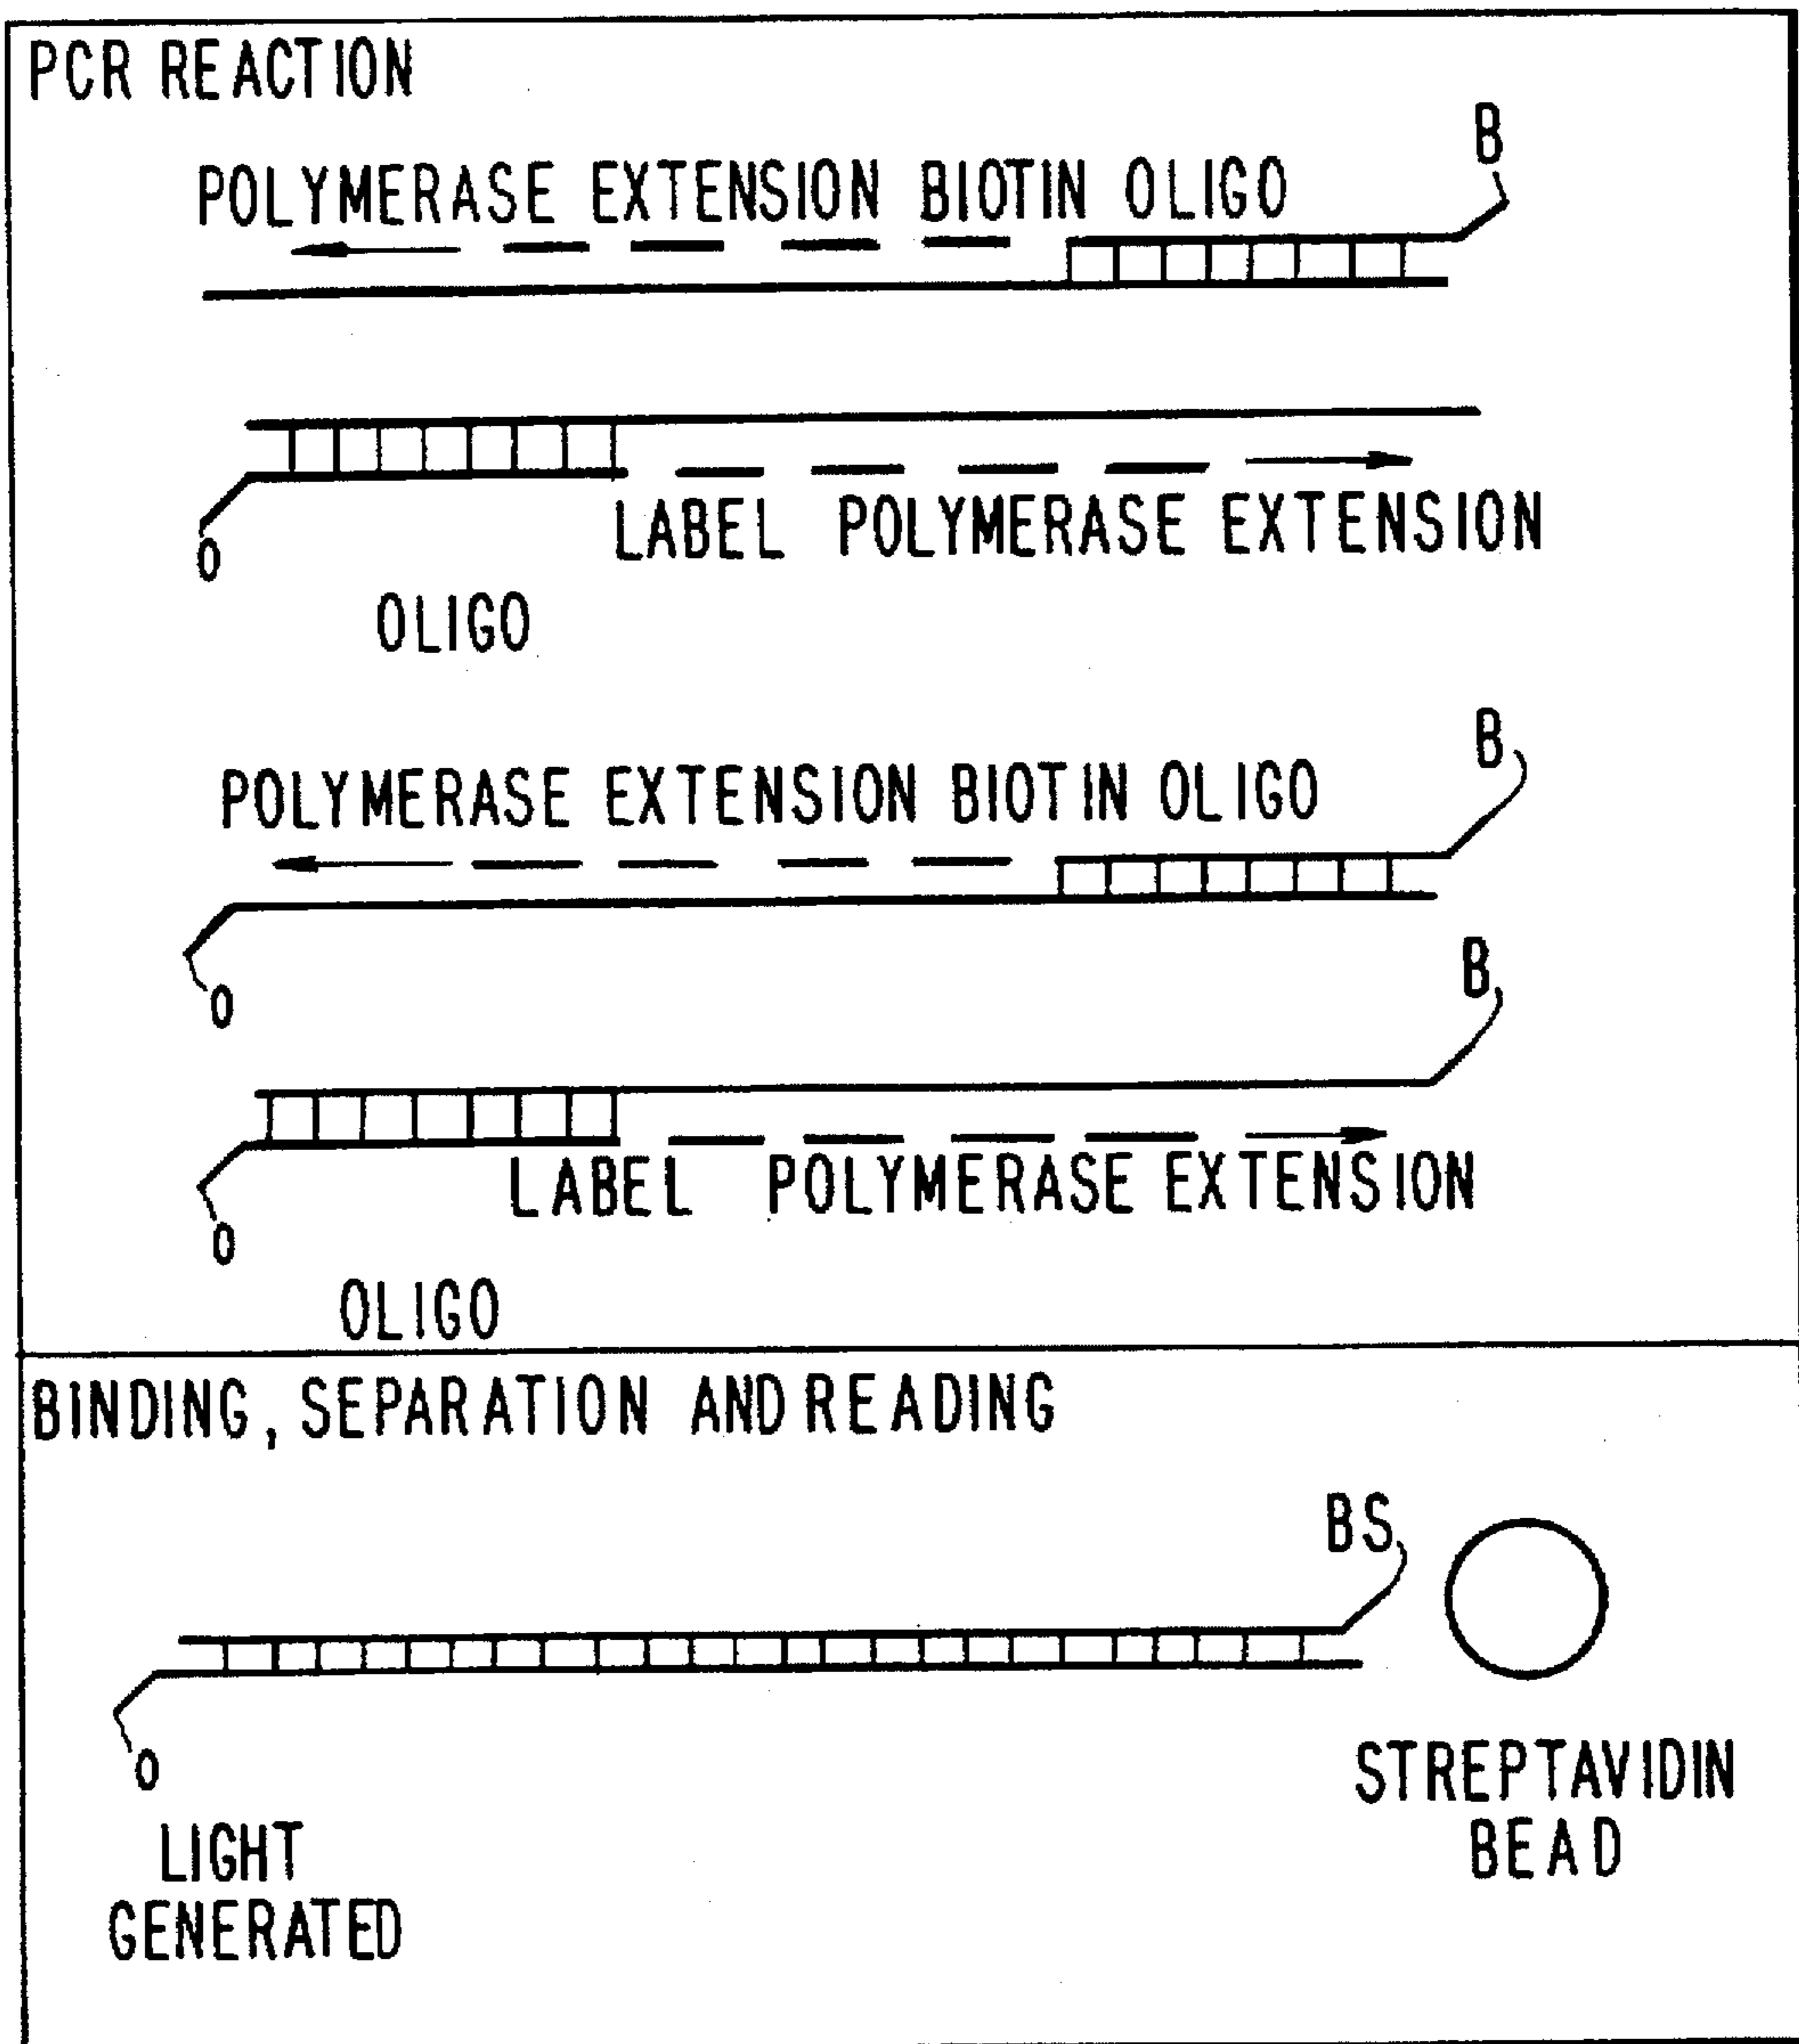 PCR REACTION
B
POLYMERASE EXTENSION BIOTIN OLIGO
LABEL POLYMERASE EXTENSION
O
OLIGO
B
POLYMERASE EXTENSION BIOTIN OLIGO
O
B
LABEL POLYMERASE EXTENSION
O
OLIGO
BINDING, SEPARATION AND READING
BS
O
STREPTAVIDIN
BEAD
LIGHT
GENERATED